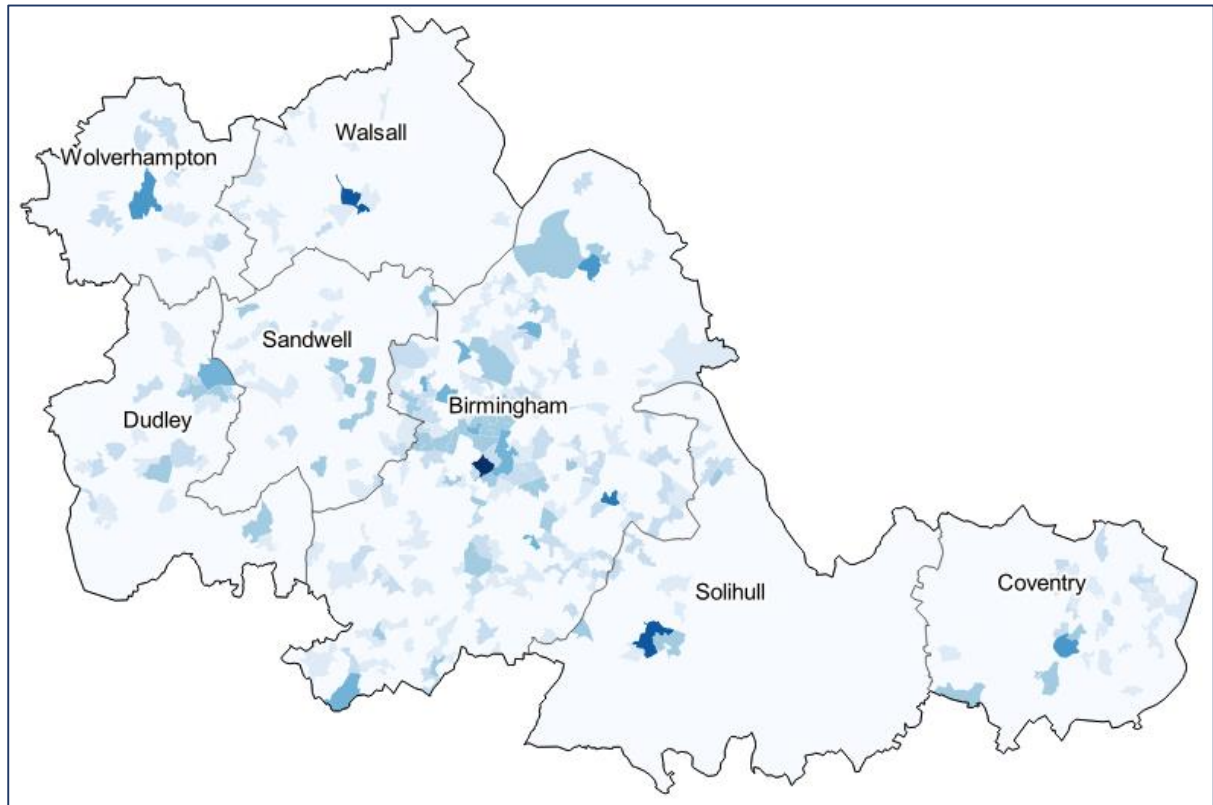 Walsall
Wolverhampton
Sandwell
Birmingham
Dudley
Coventry
Solihull